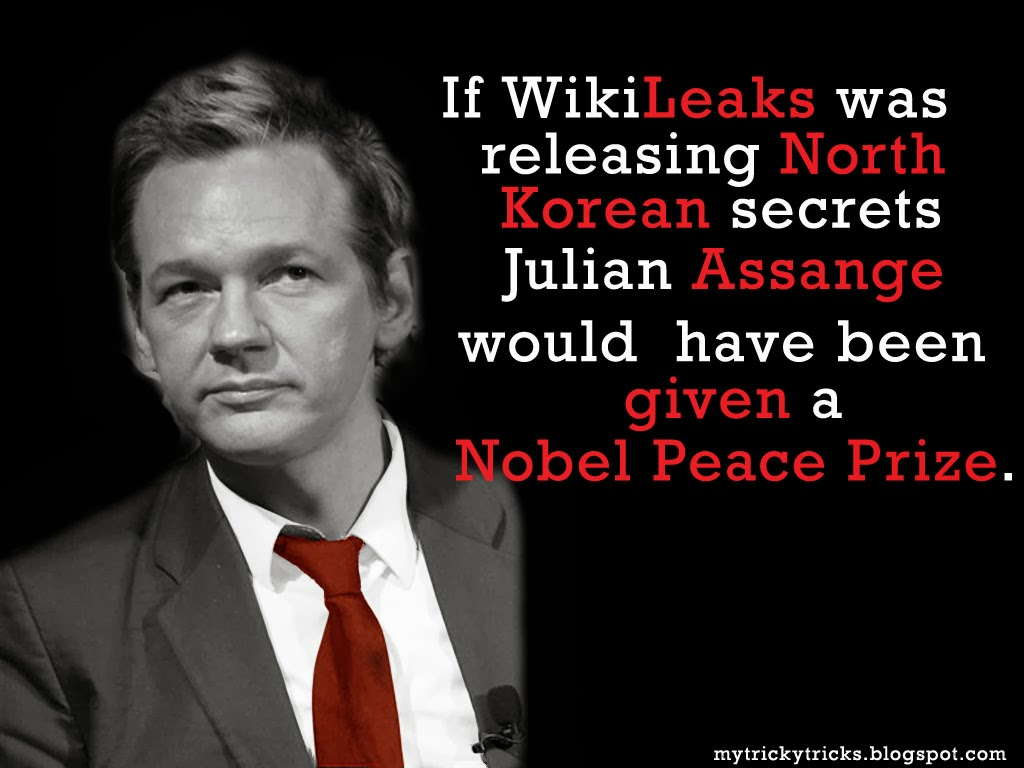 If WikiLeaks was
releasing North
Korean secrets
Julian Assange
would have been
given a
Nobel Peace Prize.
mytrickytricks.blogspot.com